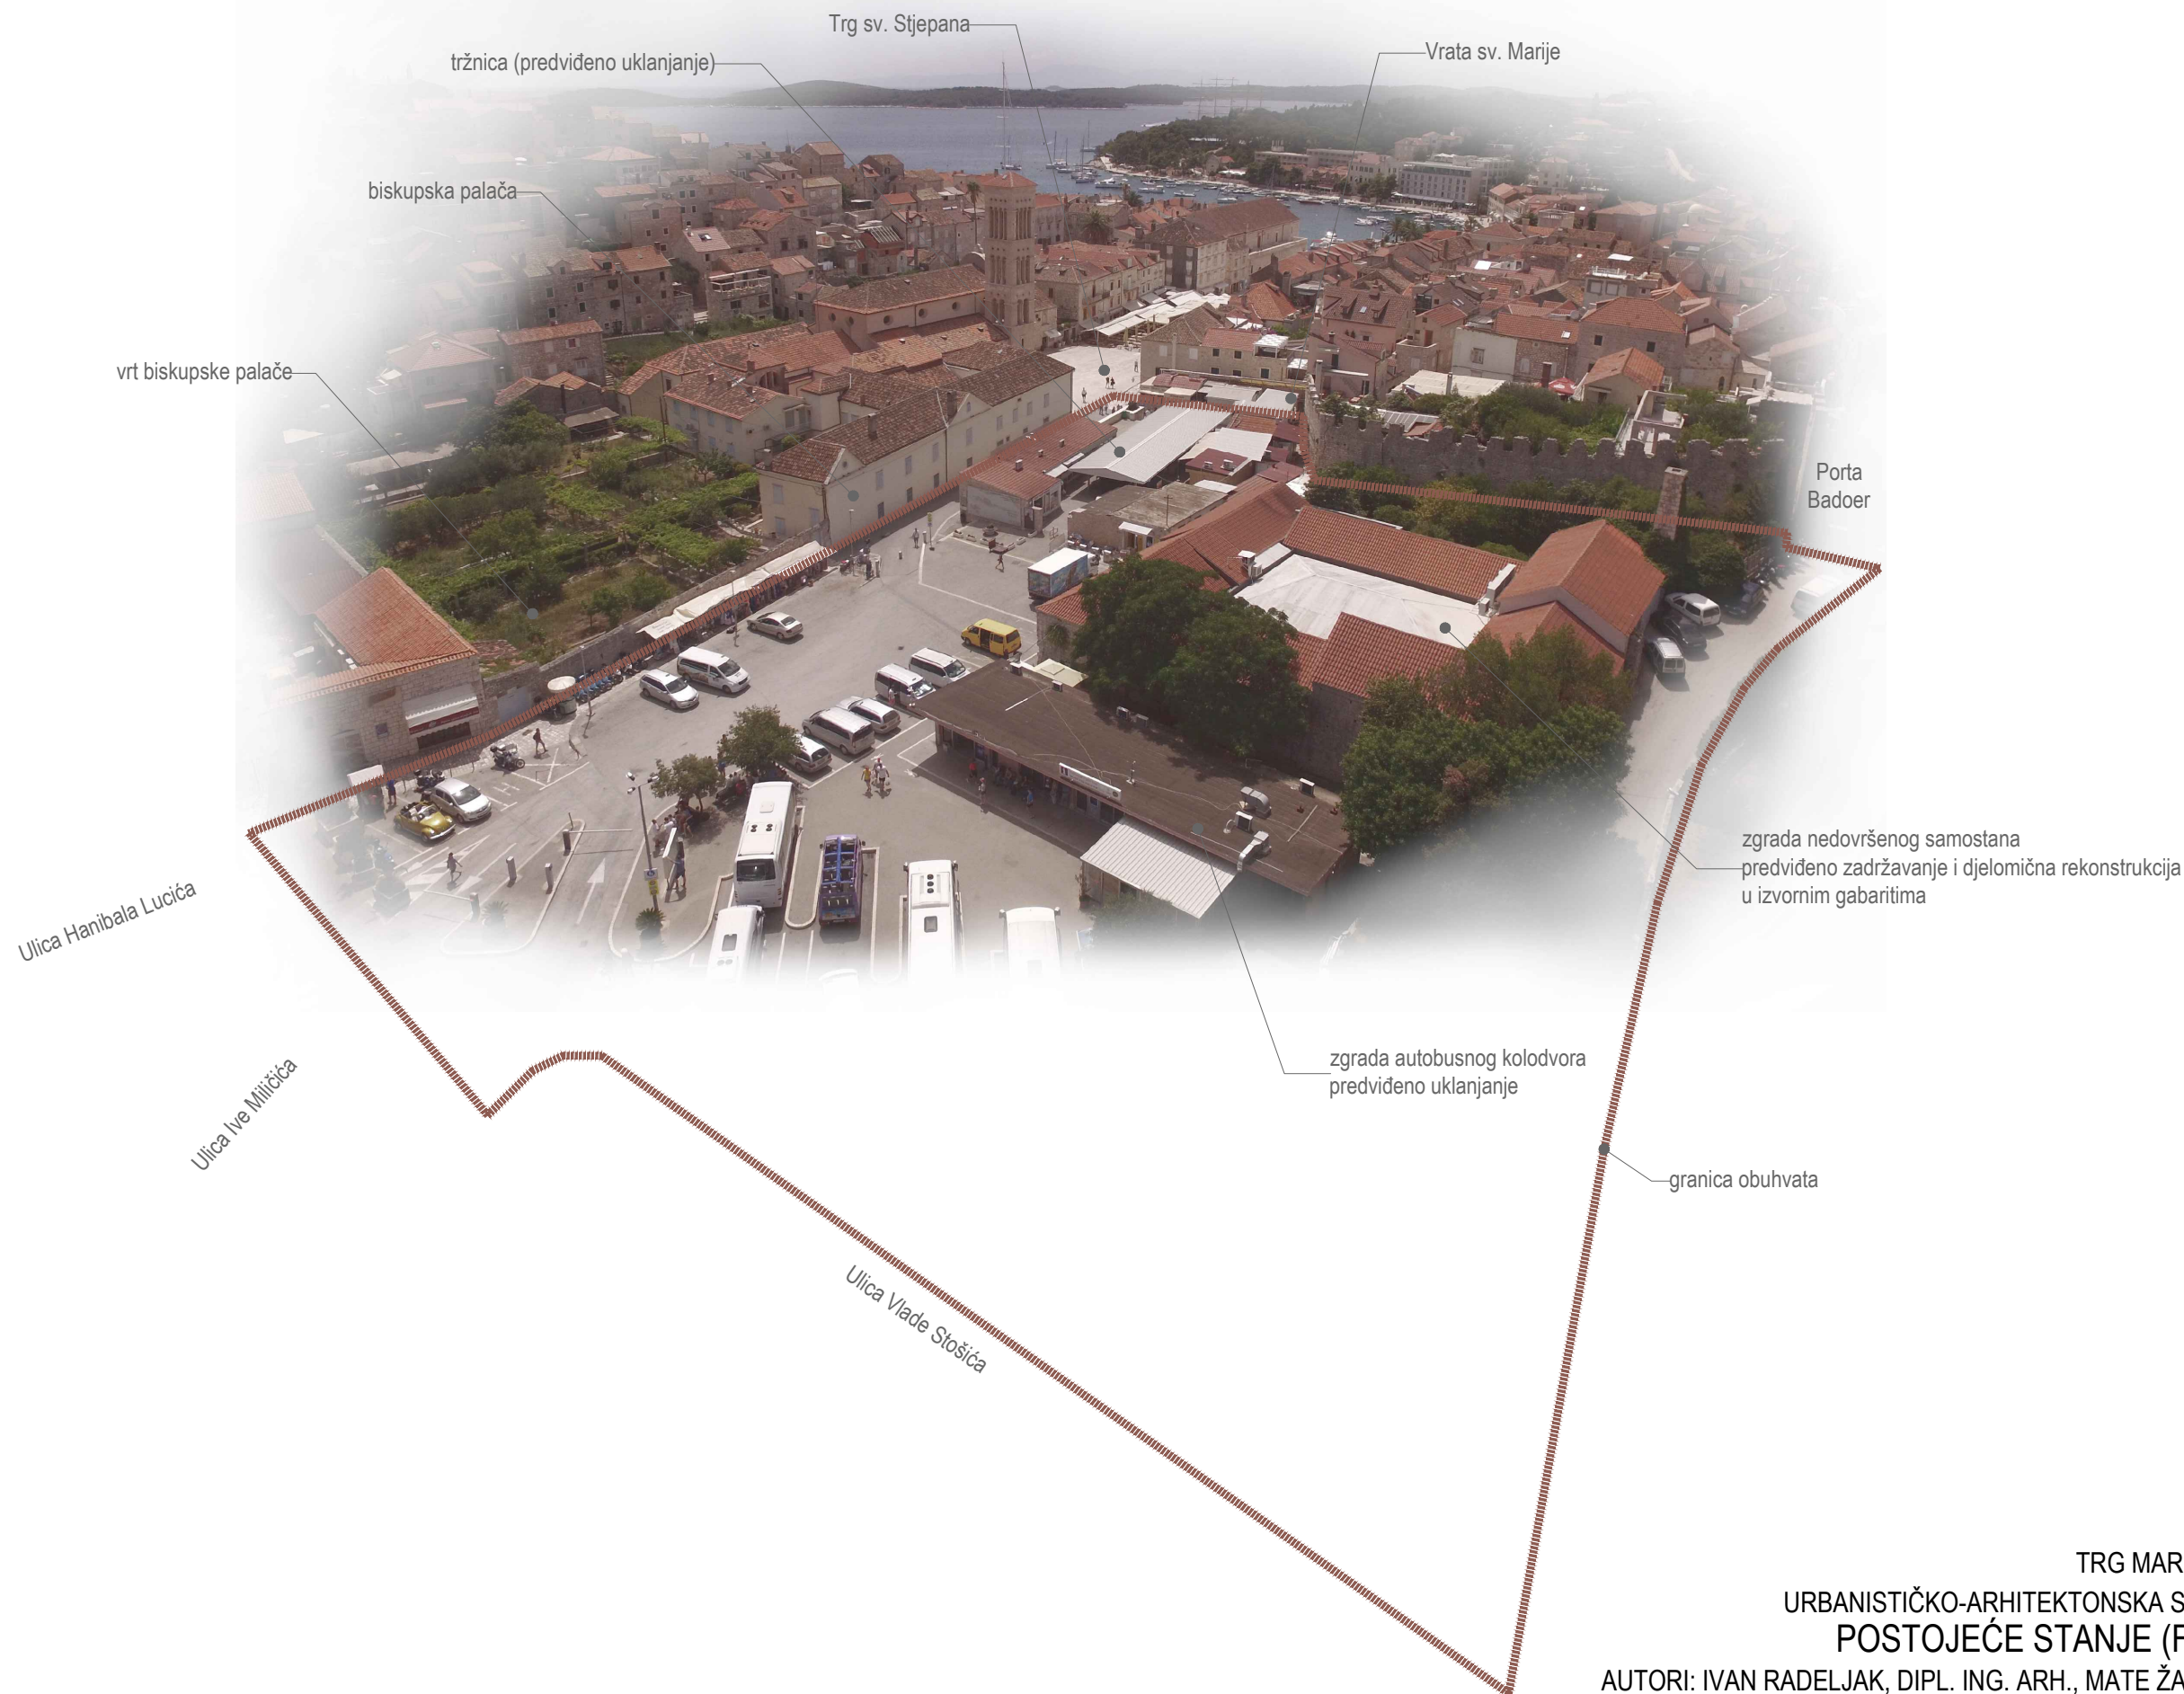 Trg sv. Stjepana
tržnica (predviđeno uklanjanje)
Vrata sv. Marije
biskupska palača
vrt biskupske palače
Porta
Badoer
zgrada nedovršenog samostana
predviđeno zadržavanje i djelomična rekonstrukcija
u izvornim gabaritima
Ulica Hanibala Lucića
zgrada autobusnog kolodvora
predviđeno uklanjanje
Ulica Ive Miličića
granica obuhvata
Ulica Vlade Stošića
TRG MAR
URBANISTIČKO-ARHITEKTONSKA S
POSTOJEĆE STANJE (F
AUTORI: IVAN RADELJAK, DIPL. ING. ARH., MATE ŽA